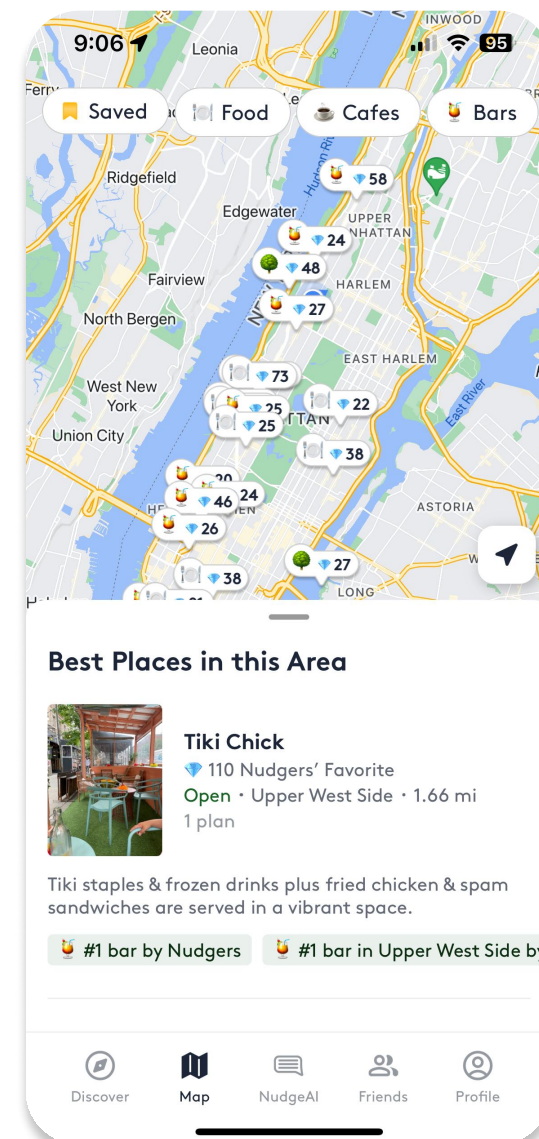 INWOOD
9:06
95
Leonia
Saved
Food
Cafes
Bars
Ridgefield
58
Edgewater
UPPER
24
48
HARLEM
Fairview
27
North Bergen
EAST HARLEM
73
West New
York
22
25
25
Union City
East River
38
20
24
46
ASTORIA
26
27
38
LONG
Best Places in this Area
Tiki Chick
110 Nudgers’ Favorite
Open • Upper West Side • 1.66 mi
1 plan
Tiki staples & frozen drinks plus fried chicken & spam
sandwiches are served in a vibrant space.
#1 bar by Nudgers
#1 bar in Upper West Side by
Discover
Map
NudgeAI
Friends
Profile